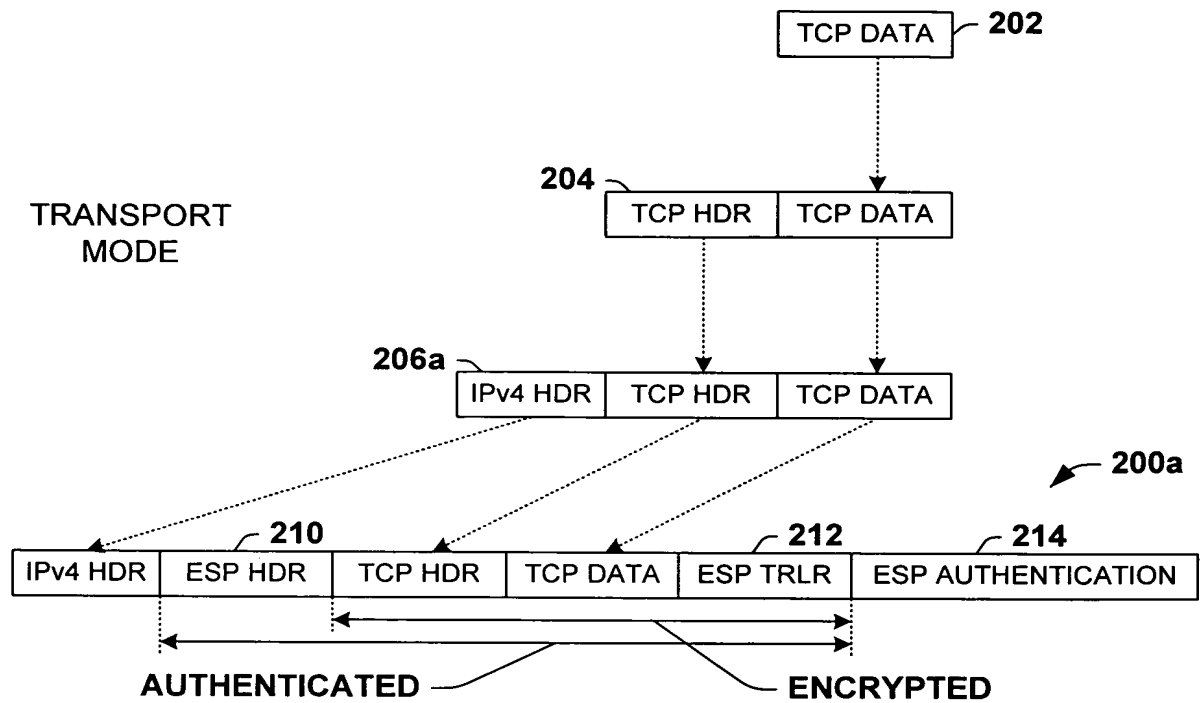 TCP DATA 202
204
TCP HDR TCP DATA
TRANSPORT
MODE
206a
IPv4 HDR TCP HDR TCP DATA
200a
210 212 214
IPv4 HDR ESP HDR TCP HDR TCP DATA ESP TRLR ESP AUTHENTICATION
AUTHENTICATED ENCRYPTED